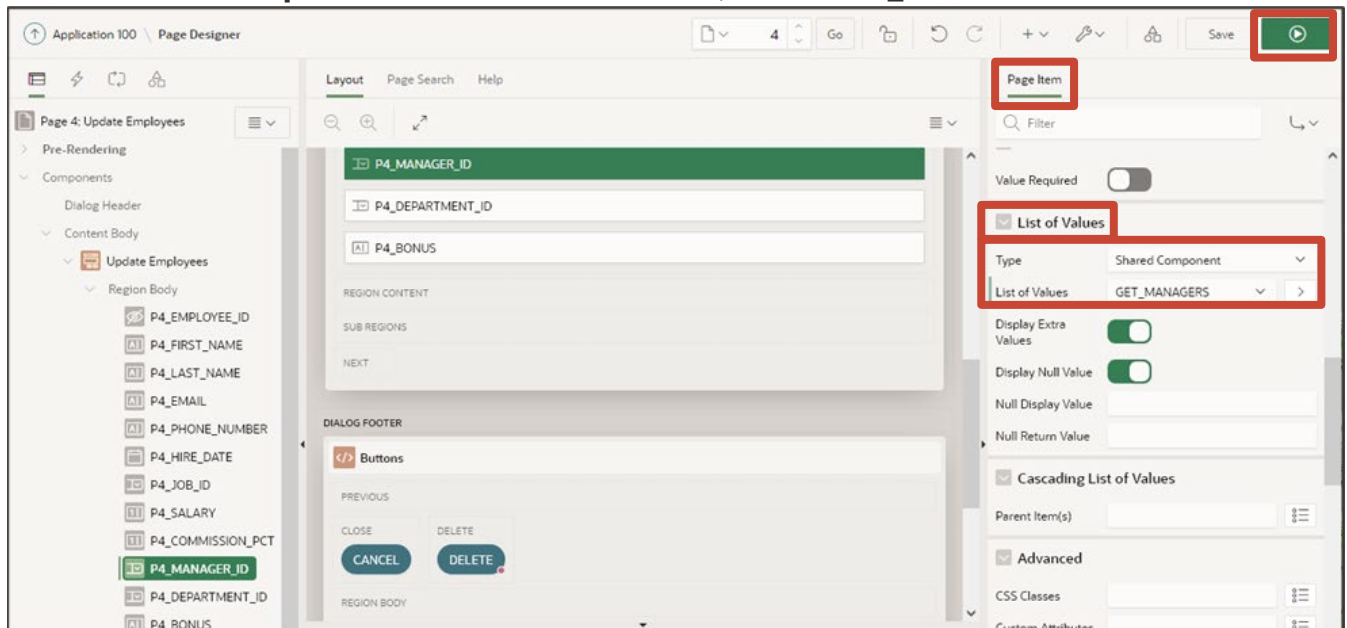 Application 100 \ Page Designer
4
Go
Save
Layout Page Search Help
Page Item
Page 4: Update Employees
Filter
Pre-Rendering
Components
Dialog Header
Content Body
Update Employees
Region Body
P4_EMPLOYEE_ID
P4_FIRST_NAME
P4_LAST_NAME
P4_EMAIL
P4_PHONE_NUMBER
P4_HIRE_DATE
P4_JOB_ID
P4_SALARY
P4_COMMISSION_PCT
P4_MANAGER_ID
P4_DEPARTMENT_ID
P4_BONUS
P4_MANAGER_ID
P4_DEPARTMENT_ID
P4_BONUS
REGION CONTENT
SUB REGIONS
NEXT
DIALOG FOOTER
Buttons
PREVIOUS
CLOSE DELETE
CANCEL DELETE
REGION BODY
Value Required
List of Values
Type Shared Component
List of Values GET_MANAGERS
Display Extra
Values
Display Null Value
Null Display Value
Null Return Value
Cascading List of Values
Parent Item(s)
Advanced
CSS Classes
Custom Attributes